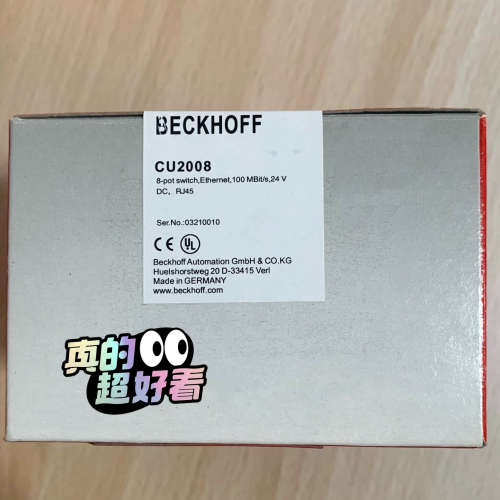 BECKHOFF
CU2008
8-pot switch,Ethernet,100 MBit/s,24 V
DC, RJ45
Ser.No.:03210010
CE UL
Beckhoff Automation GmbH & CO.KG
Huelshorstweg 20 D-33415 Verl
Made in GERMANY
www.beckhoff.com
真的
超好看